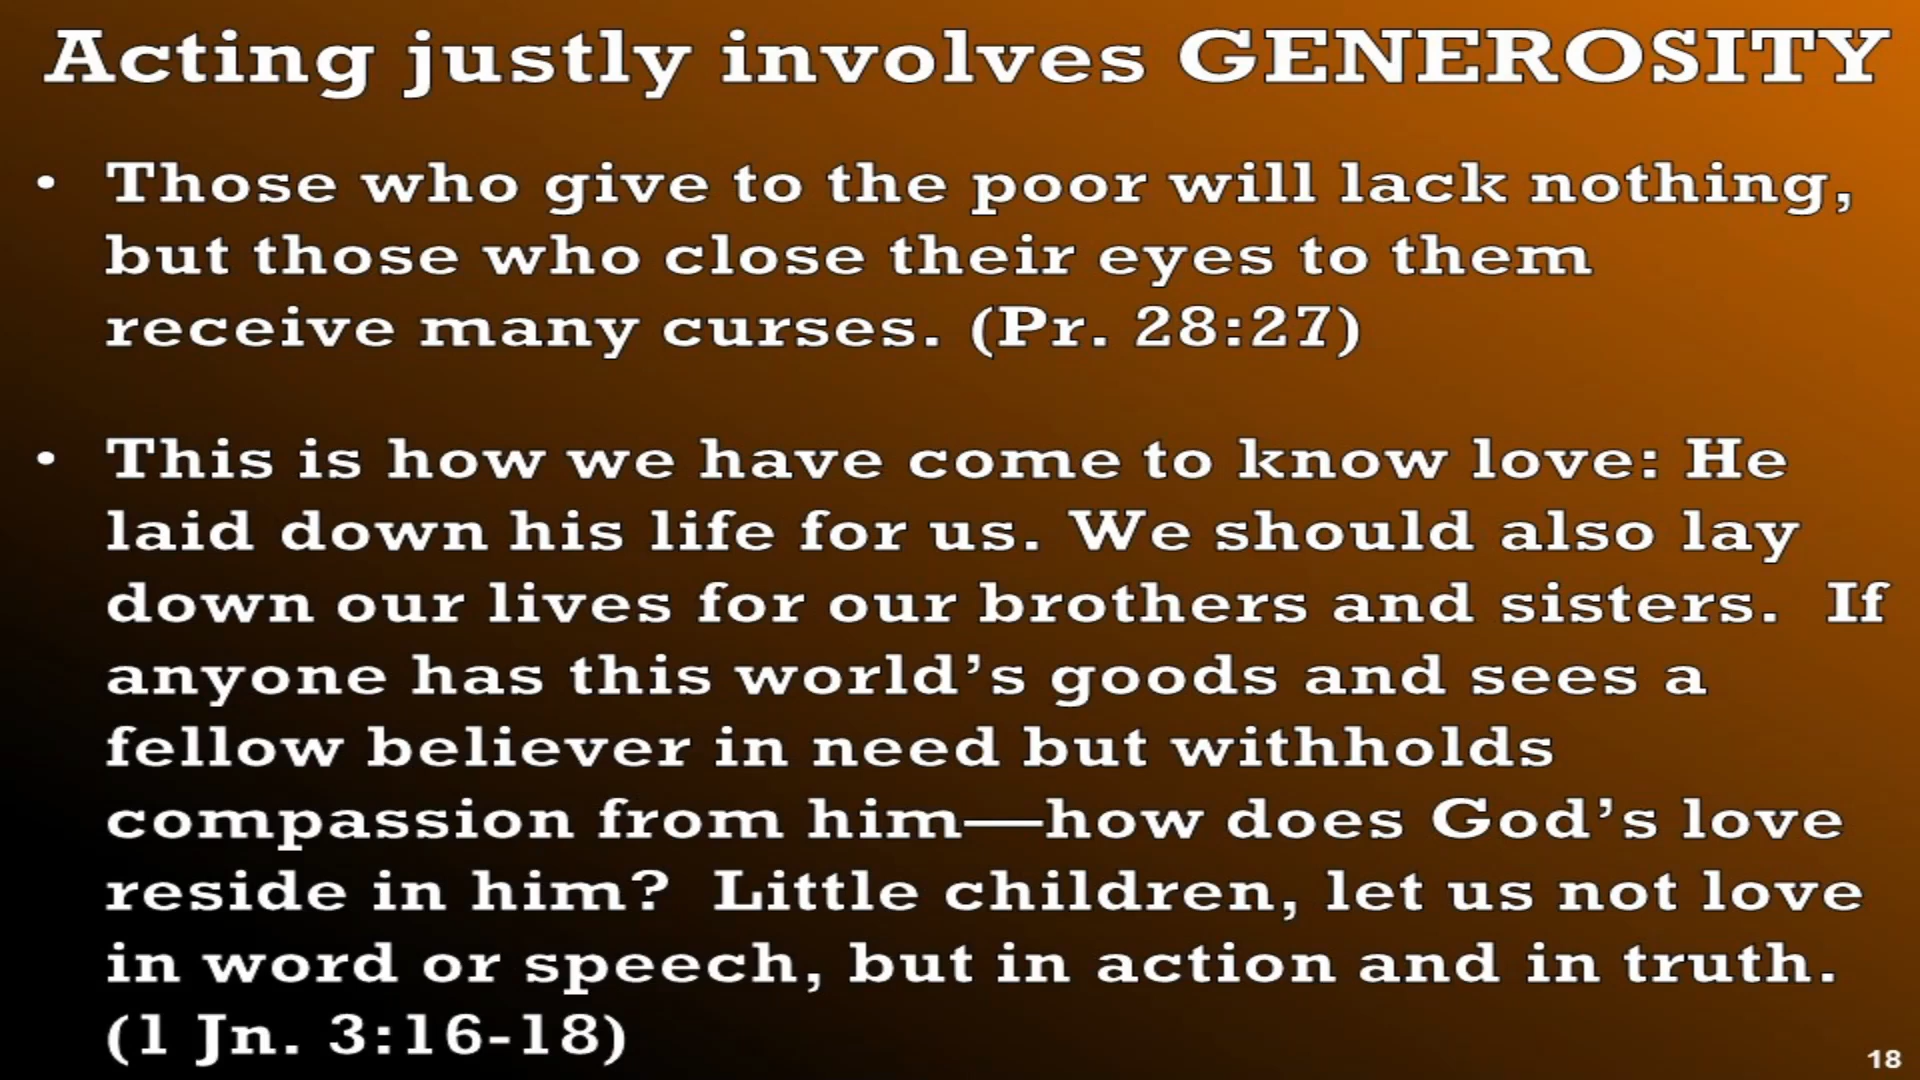 Acting justly involves GENEROSITY
• Those who give to the poor will lack nothing,
but those who close their eyes to them
receive many curses. (Pr. 28:27)
• This is how we have come to know love: He
laid down his life for us. We should also lay
down our lives for our brothers and sisters.  If
anyone has this world’s goods and sees a
fellow believer in need but withholds
compassion from him—how does God’s love
reside in him?  Little children, let us not love
in word or speech, but in action and in truth.
(1 Jn. 3:16-18)
18